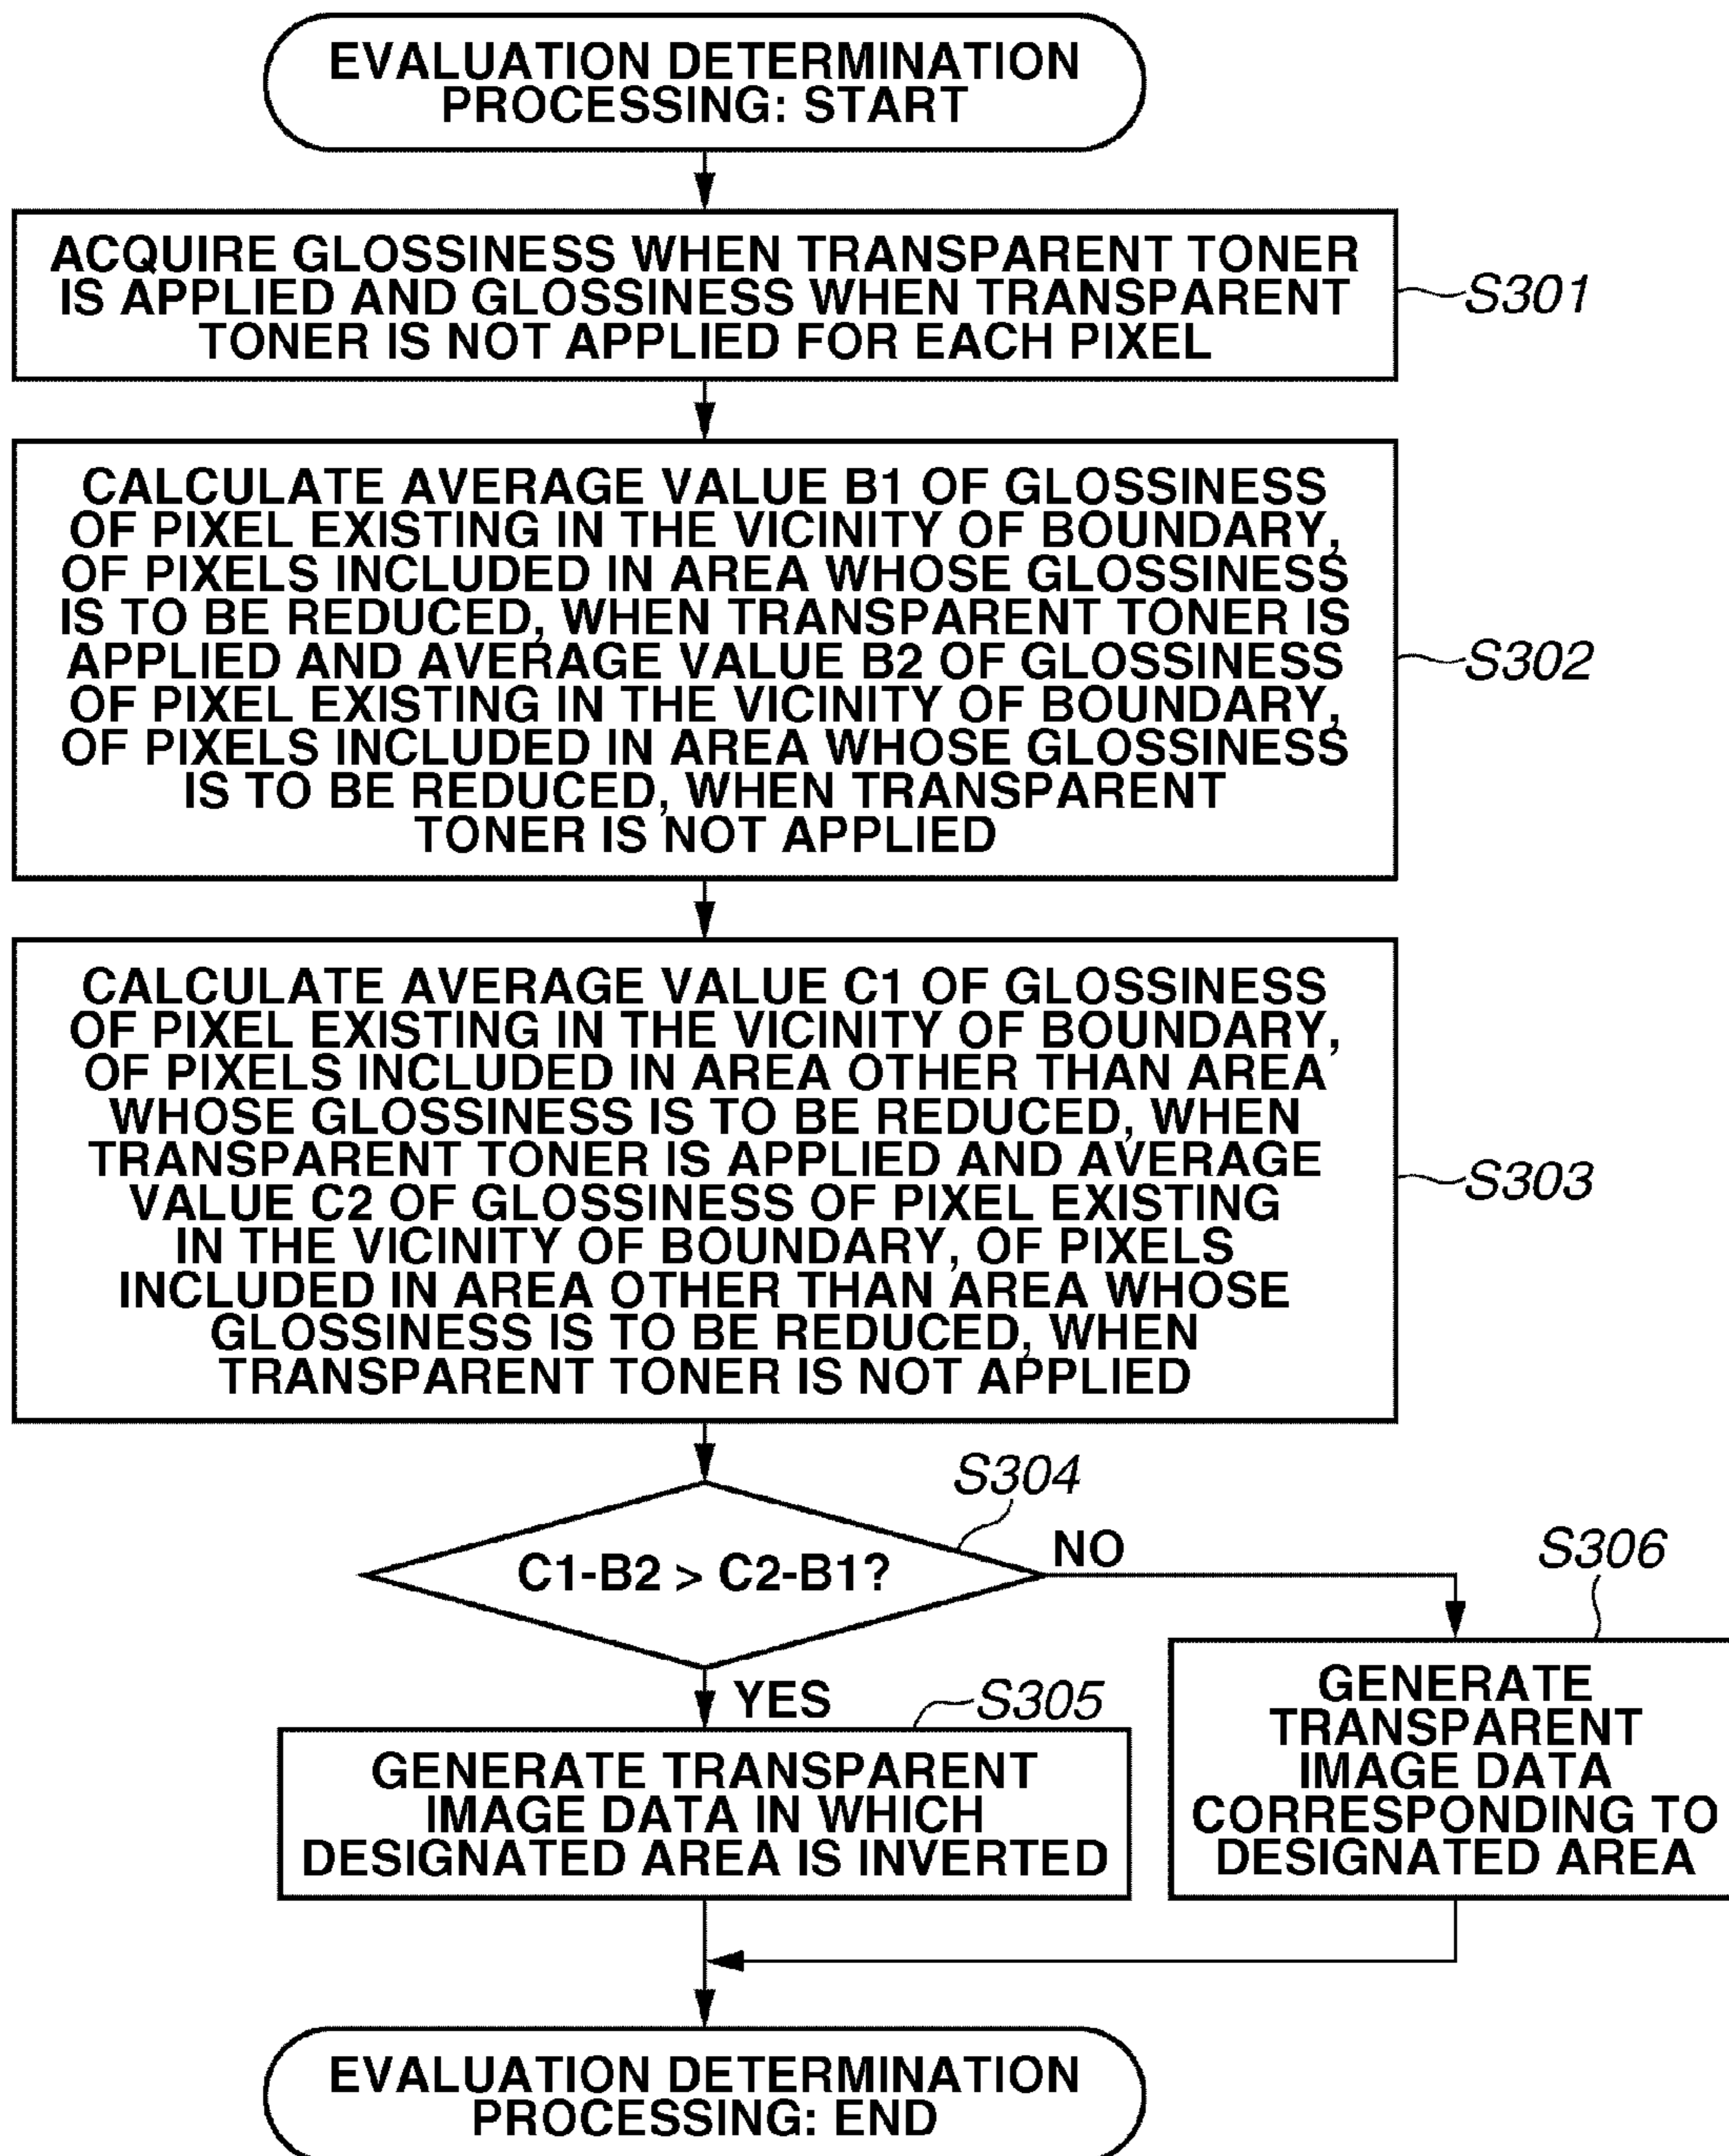 EVALUATION DETERMINATION
PROCESSING: START
ACQUIRE GLOSSINESS WHEN TRANSPARENT TONER
IS APPLIED AND GLOSSINESS WHEN TRANSPARENT
TONER IS NOT APPLIED FOR EACH PIXEL
S301
CALCULATE AVERAGE VALUE B1 OF GLOSSINESS
OF PIXEL EXISTING IN THE VICINITY OF BOUNDARY,
OF PIXELS INCLUDED IN AREA WHOSE GLOSSINESS
IS TO BE REDUCED, WHEN TRANSPARENT TONER IS
APPLIED AND AVERAGE VALUE B2 OF GLOSSINESS
OF PIXEL EXISTING IN THE VICINITY OF BOUNDARY,
OF PIXELS INCLUDED IN AREA WHOSE GLOSSINESS
IS TO BE REDUCED, WHEN TRANSPARENT
TONER IS NOT APPLIED
S302
CALCULATE AVERAGE VALUE C1 OF GLOSSINESS
OF PIXEL EXISTING IN THE VICINITY OF BOUNDARY,
OF PIXELS INCLUDED IN AREA OTHER THAN AREA
WHOSE GLOSSINESS IS TO BE REDUCED, WHEN
TRANSPARENT TONER IS APPLIED AND AVERAGE
VALUE C2 OF GLOSSINESS OF PIXEL EXISTING
IN THE VICINITY OF BOUNDARY, OF PIXELS
INCLUDED IN AREA OTHER THAN AREA WHOSE
GLOSSINESS IS TO BE REDUCED, WHEN
TRANSPARENT TONER IS NOT APPLIED
S303
S304
C1-B2 > C2-B1?
NO
YES
S305
GENERATE TRANSPARENT
IMAGE DATA IN WHICH
DESIGNATED AREA IS INVERTED
S306
GENERATE
TRANSPARENT
IMAGE DATA
CORRESPONDING TO
DESIGNATED AREA
EVALUATION DETERMINATION
PROCESSING: END